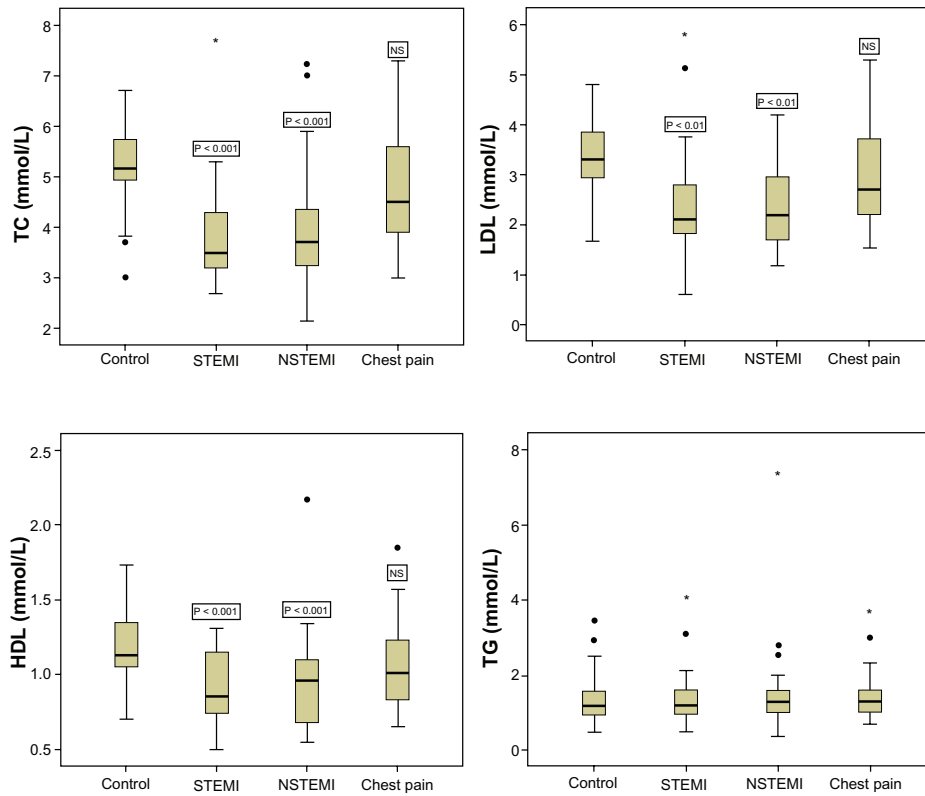 8
7
6
5
4
3
2
TC (mmol/L)
*
P < 0.001
P < 0.001
NS
Control
STEMI
NSTEMI
Chest pain
6
5
4
3
2
1
0
LDL (mmol/L)
*
P < 0.01
P < 0.01
NS
Control
STEMI
NSTEMI
Chest pain
2.5
2.0
1.5
1.0
0.5
HDL (mmol/L)
P < 0.001
P < 0.001
NS
Control
STEMI
NSTEMI
Chest pain
8
6
4
2
0
TG (mmol/L)
*
*
*
Control
STEMI
NSTEMI
Chest pain